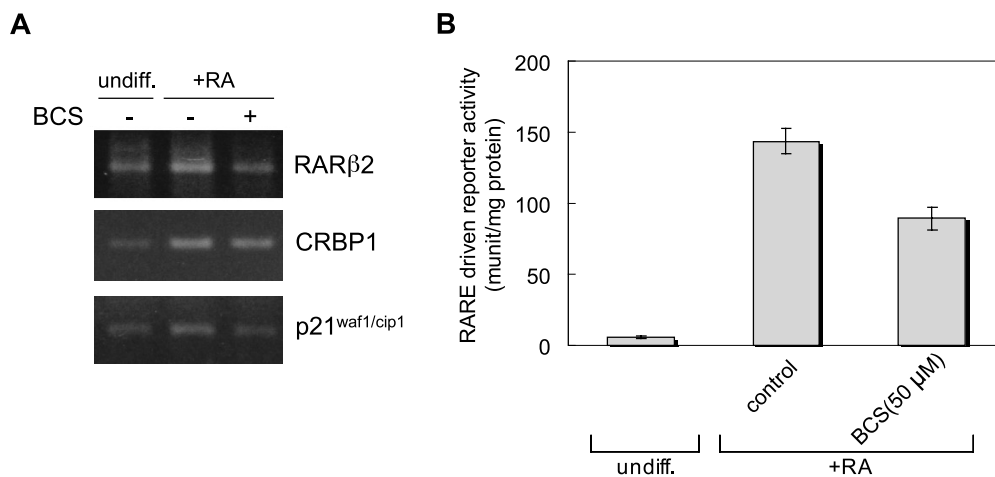 A
undiff. +RA
BCS - - +
RARβ2
CRBP1
p21waf1/cip1
B
RARE driven reporter activity
(munit/mg protein)
200
150
100
50
0
control
BCS(50 μM)
undiff.
+RA